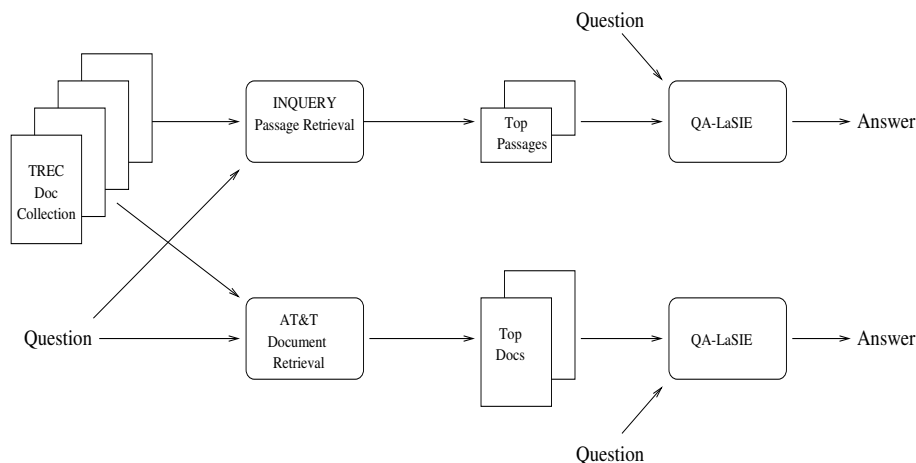 Question
INQUERY
Passage Retrieval
Top
Passages
QA-LaSIE
Answer
TREC
Doc
Collection
Question
AT&T
Document
Retrieval
Top
Docs
QA-LaSIE
Answer
Question